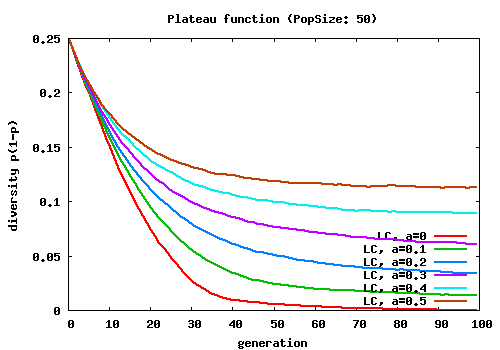 Plateau function (PopSize: 50)
0.25
0.2
0.15
0.1
0.05
0
diversity p(1-p)
LC, a=0
LC, a=0.1
LC, a=0.2
LC, a=0.3
LC, a=0.4
LC, a=0.5
0 10 20 30 40 50 60 70 80 90 100
generation